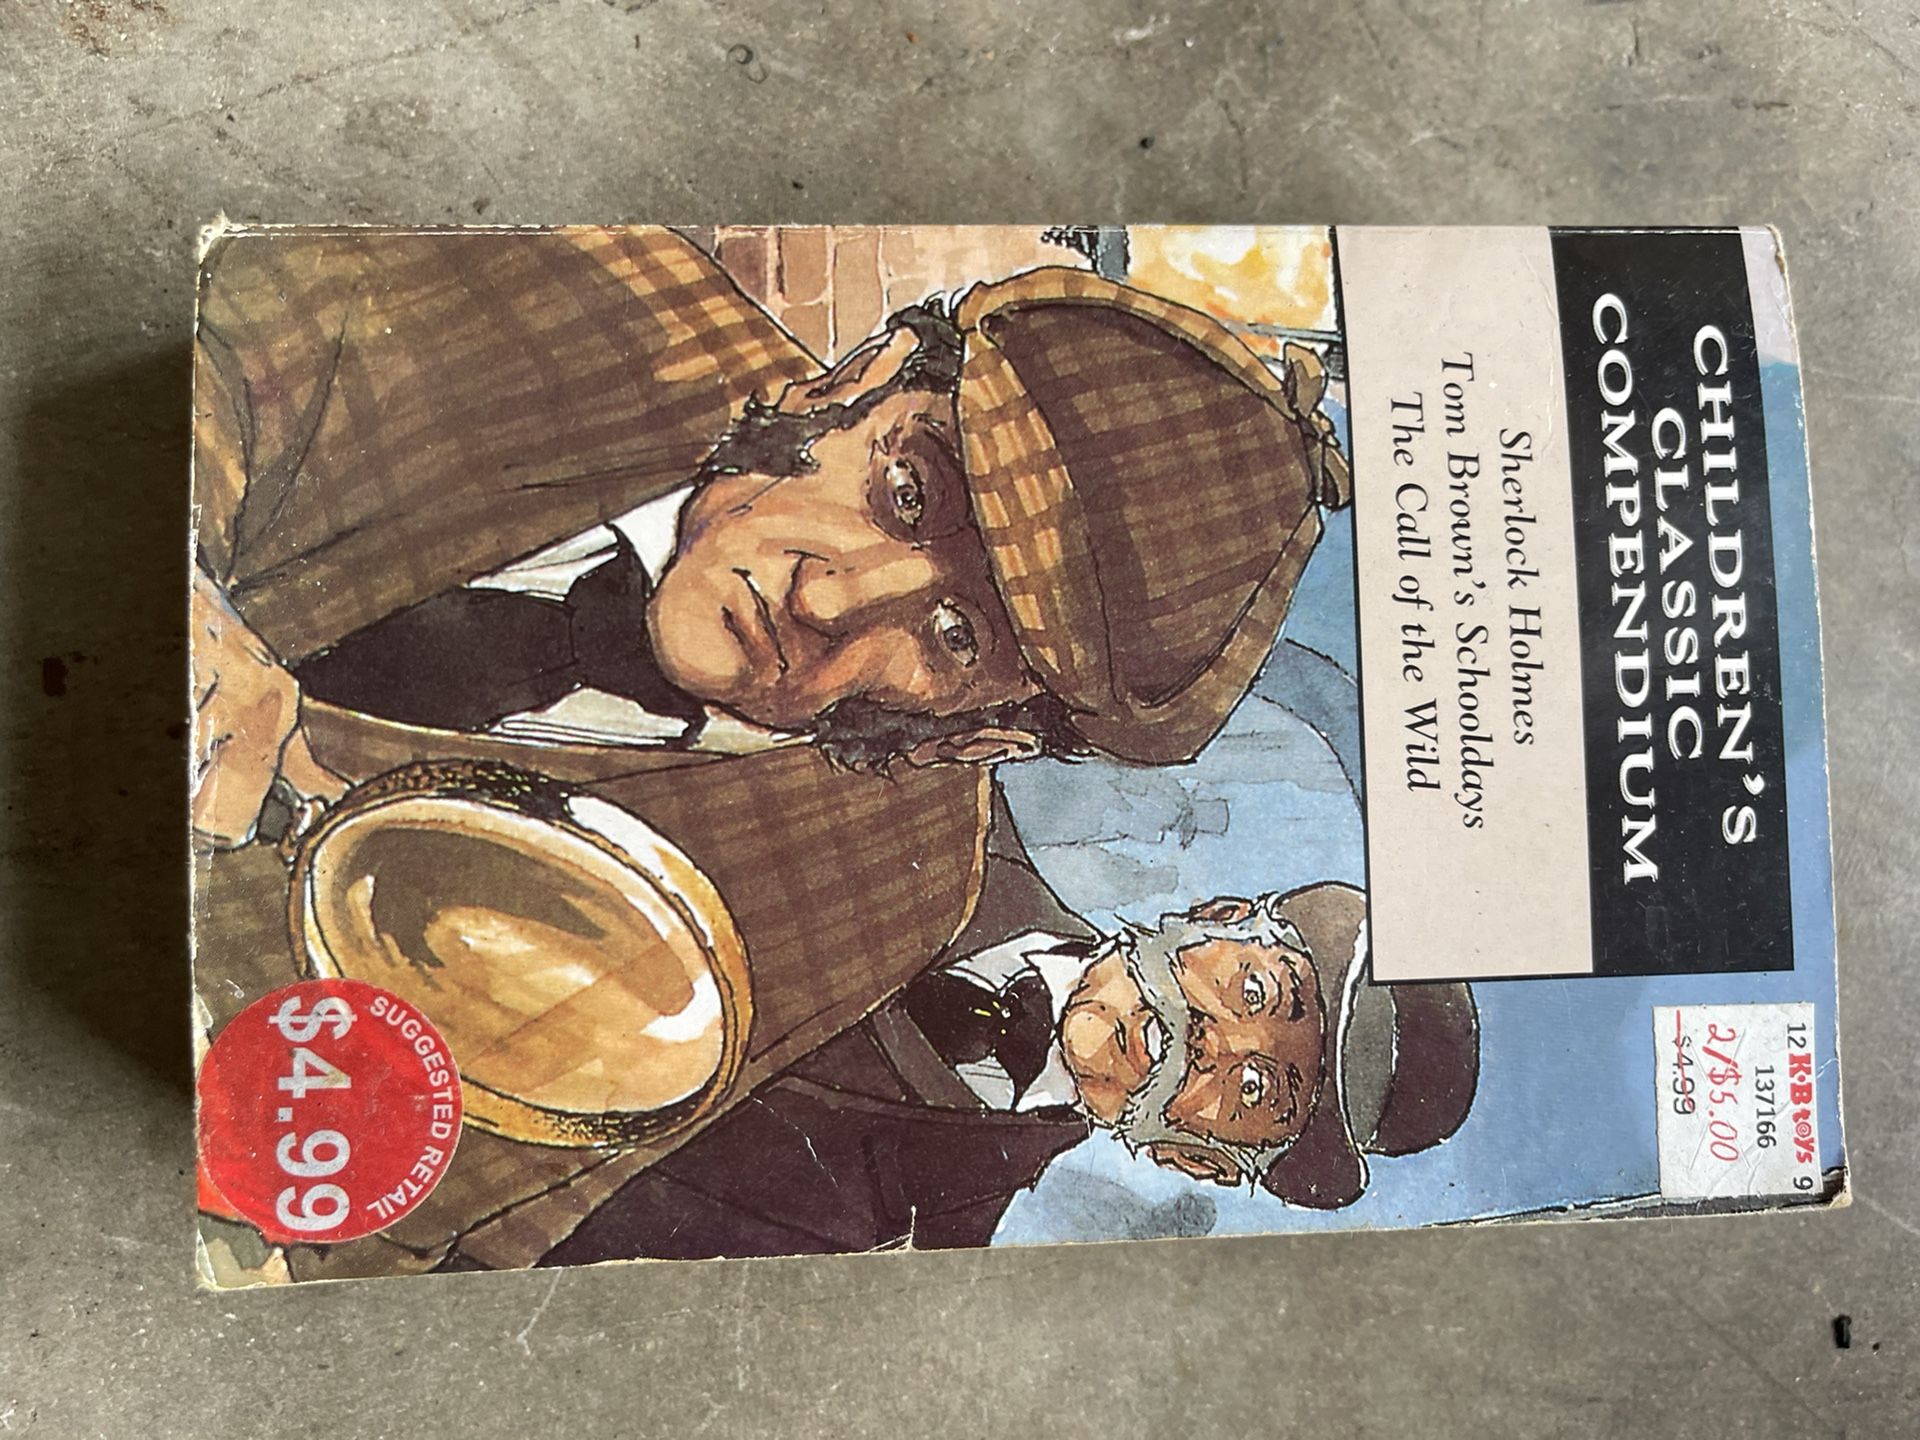 CHILDREN'S
CLASSIC
COMPENDIUM
Sherlock Holmes
Tom Brown's Schooldays
The Call of the Wild
12 K·B toys 9
137166
2/$5.00
$4.99
SUGGESTED RETAIL
$4.99